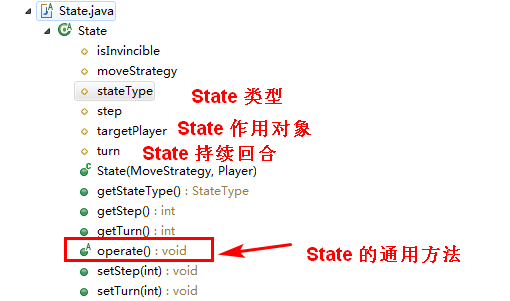 State.java
State
isInvincible
moveStrategy
stateType
State 类型
step
targetPlayer
State 作用对象
turn
State 持续回合
State(MoveStrategy, Player)
getStateType() : StateType
getStep() : int
getTurn() : int
operate() : void
State 的通用方法
setStep(int) : void
setTurn(int) : void